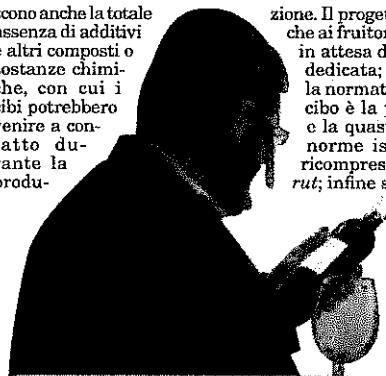 scono anche la totale
assenza di additivi
e altri composti o
sostanze chimi-
che, con cui i
cibi potrebbero
venire a con-
tatto du-
rante la
produ-
zione. Il proget
che ai fruitor
in attesa d
dedicata;
la normat
cibo è la
e la quas
norme is
ricompres
rut; infine s